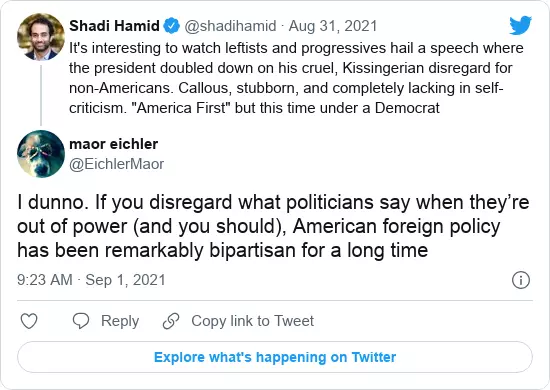 Shadi Hamid @shadihamid · Aug 31, 2021
It's interesting to watch leftists and progressives hail a speech where
the president doubled down on his cruel, Kissingerian disregard for
non-Americans. Callous, stubborn, and completely lacking in self-
criticism. "America First" but this time under a Democrat
maor eichler
@EichlerMaor
I dunno. If you disregard what politicians say when they’re
out of power (and you should), American foreign policy
has been remarkably bipartisan for a long time
9:23 AM · Sep 1, 2021
Reply Copy link to Tweet
Explore what's happening on Twitter